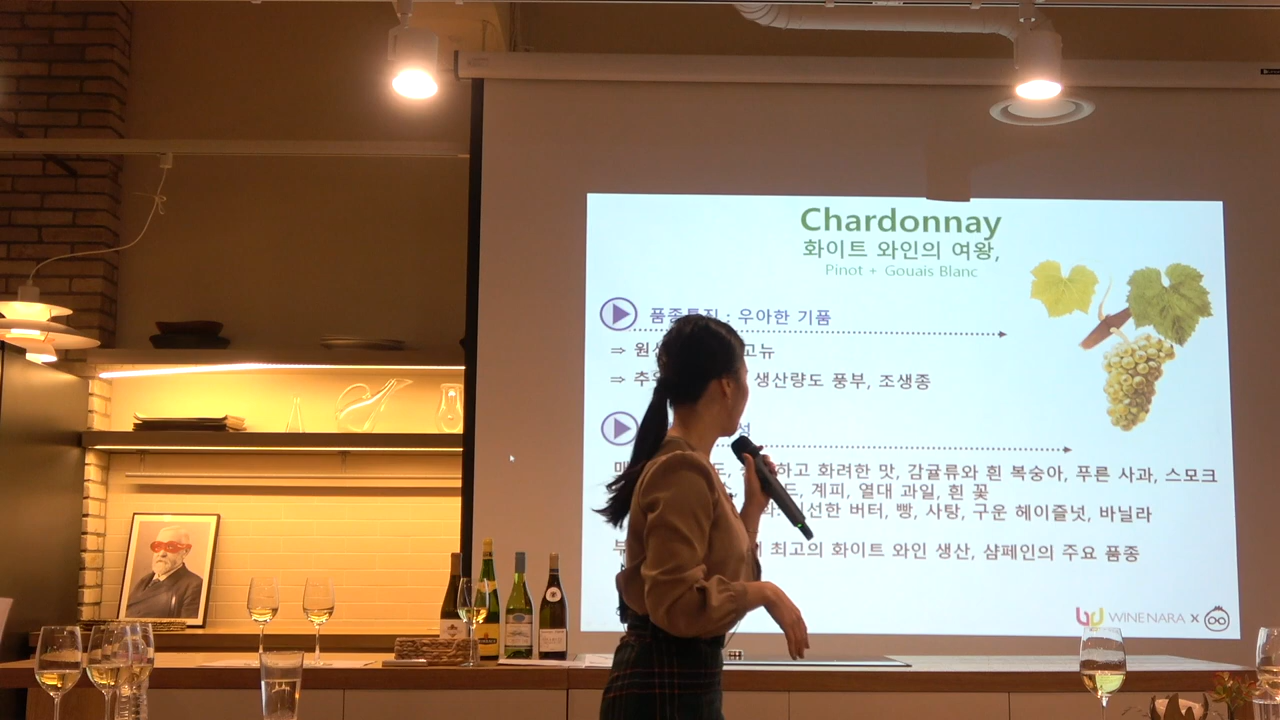 Chardonnay
화이트 와인의 여왕,
Pinot + Gouais Blanc
품종특징 : 우아한 기품
⇒ 고뉴
⇒ 생산량도 풍부, 조생종
하고 화려한 맛, 감귤류와 흰 복숭아, 푸른 사과, 스모크
계피, 열대 과일, 흰 꽃
신선한 버터, 빵, 사탕, 구운 헤이즐넛, 바닐라
최고의 화이트 와인 생산, 샴페인의 주요 품종
WINENARA x